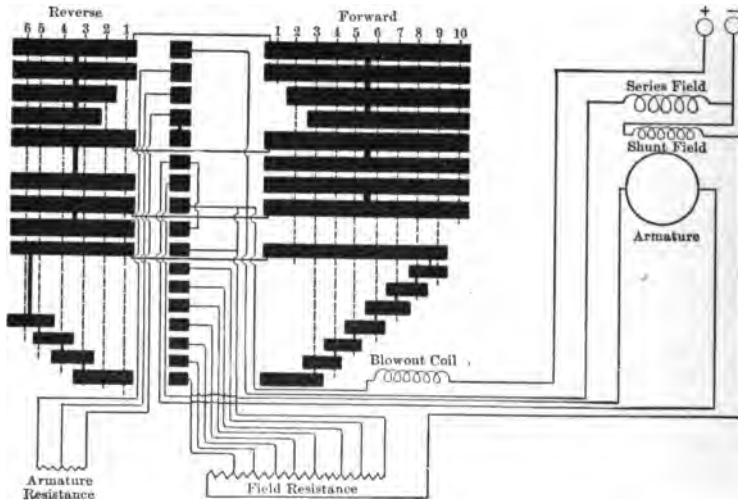 Reverse
Forward
6 5 4 3 2 1
1 2 3 4 5 6 7 8 9 10
+ −
Series Field
Shunt Field
Armature
Blowout Coil
Armature
Resistance
Field Resistance